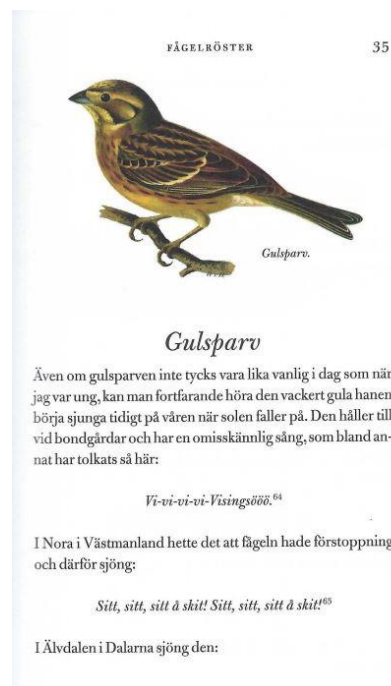 FÅGELRÖSTER 35
Gulsparv.
Gulsparv
Även om gulsparven inte tycks vara lika vanlig i dag som när
jag var ung, kan man fortfarande höra den vackert gula hanen
börja sjunga tidigt på våren när solen faller på. Den håller till
vid bondgårdar och har en omisskännlig sång, som bland an-
nat har tolkats så här:
Vi-vi-vi-vi-Visingsööö.⁶⁴
I Nora i Västmanland hette det att fågeln hade förstoppning
och därför sjöng:
Sitt, sitt, sitt å skit! Sitt, sitt, sitt å skit!⁶⁵
I Älvdalen i Dalarna sjöng den: